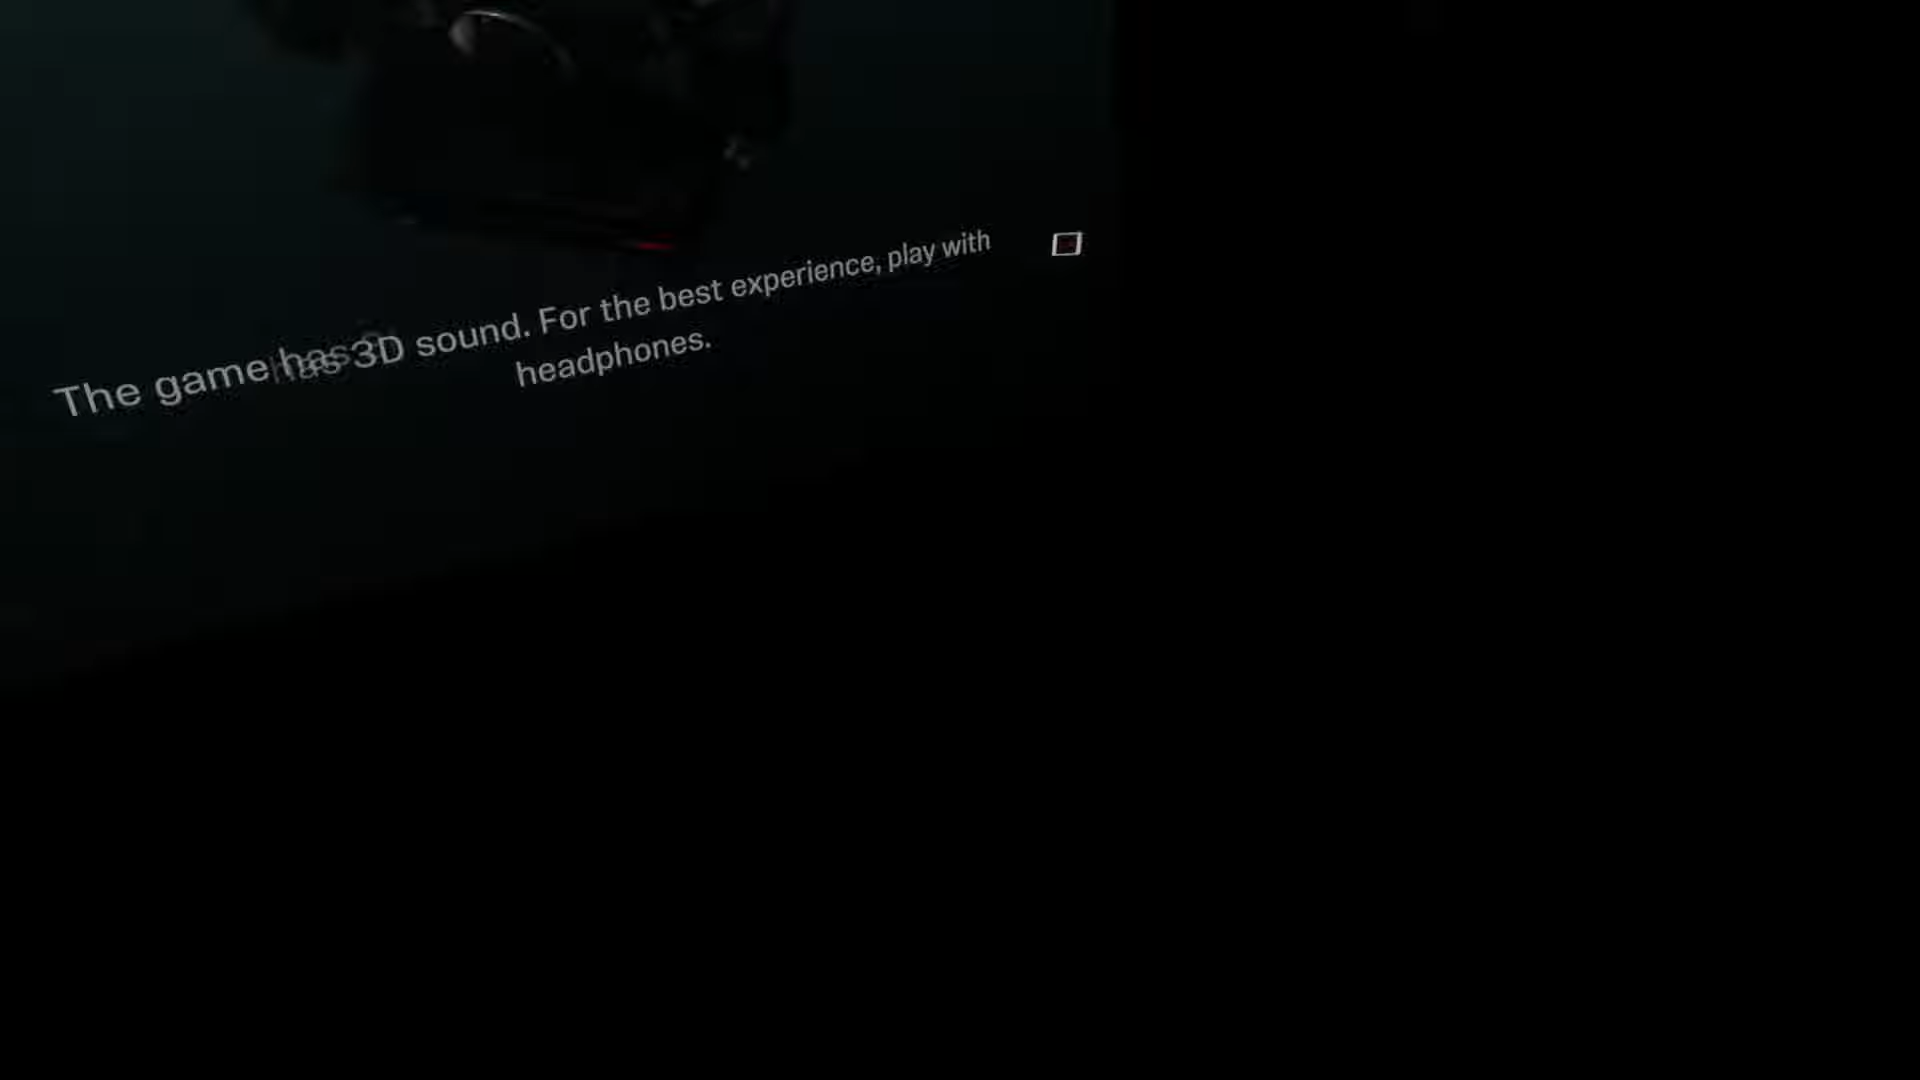 The game has 3D sound. For the best experience, play with
headphones.